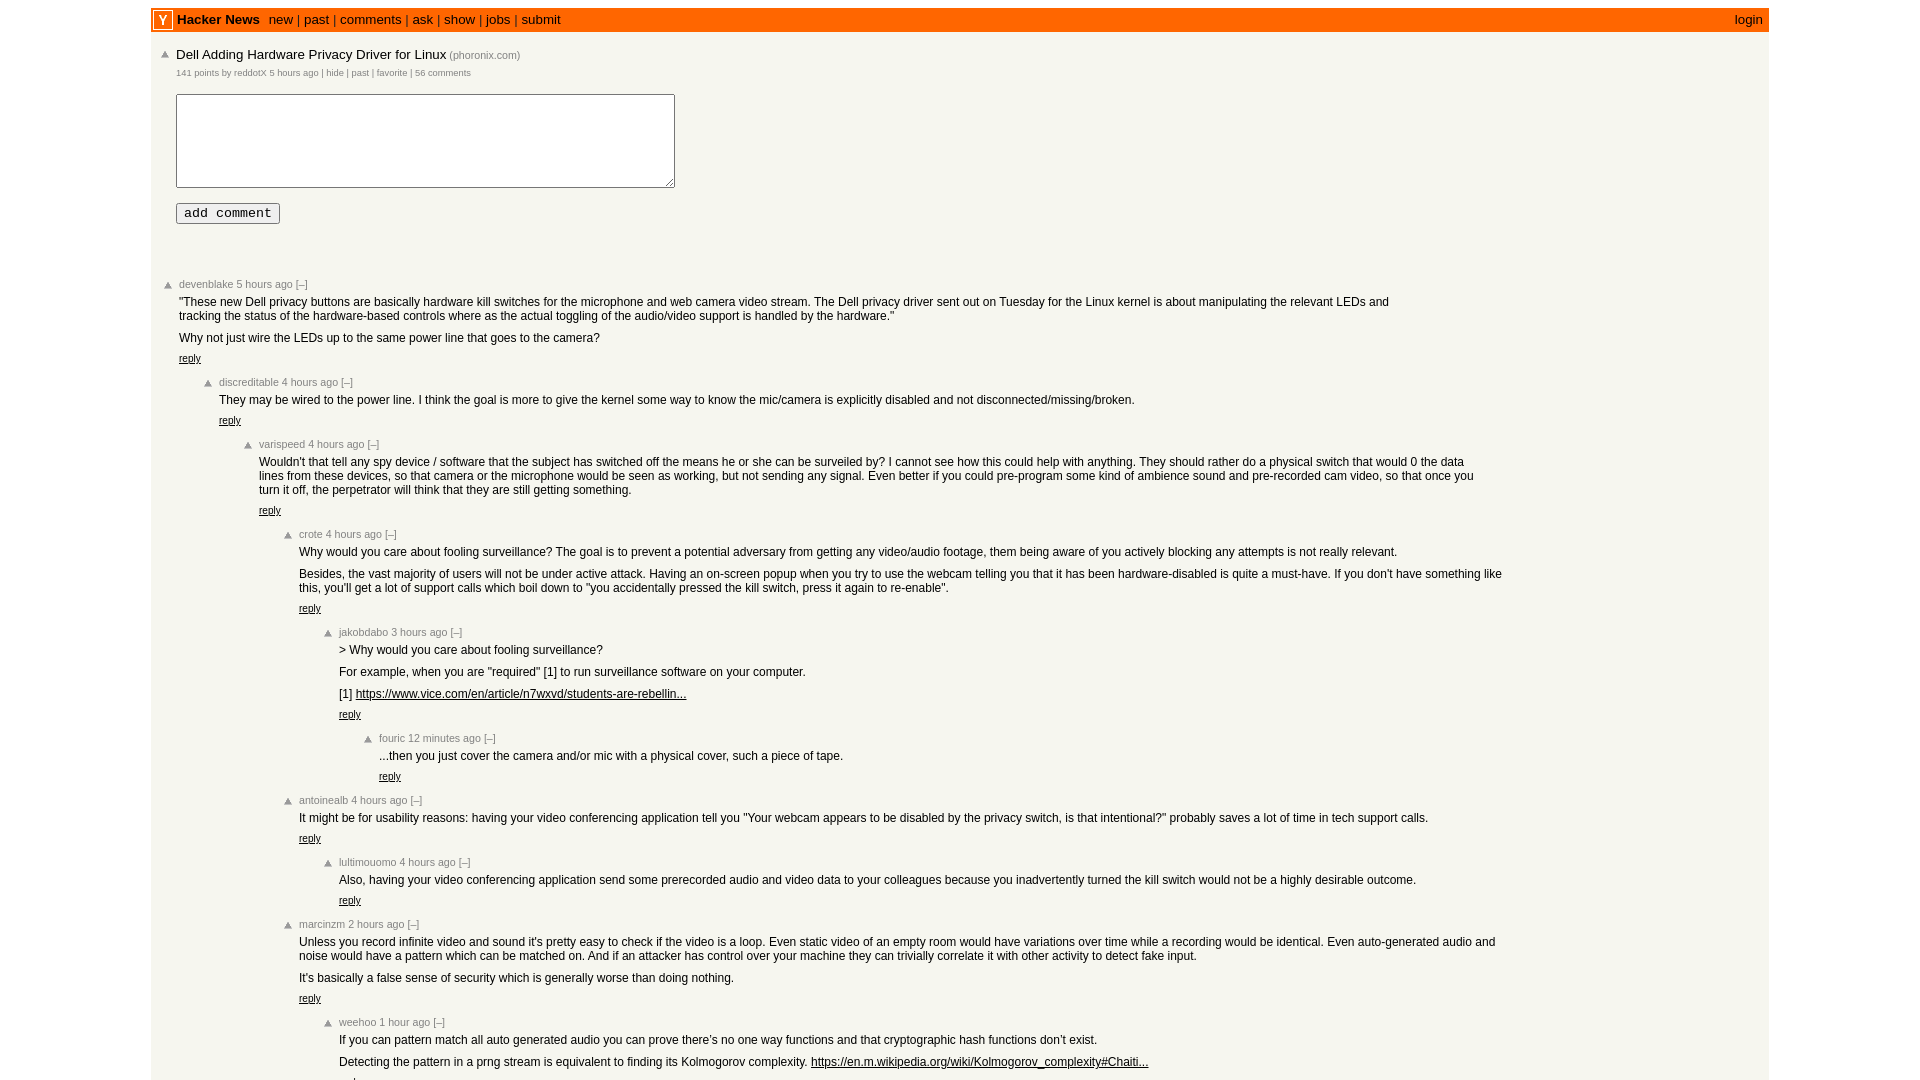 Y Hacker News new | past | comments | ask | show | jobs | submit login
Dell Adding Hardware Privacy Driver for Linux (phoronix.com)
141 points by reddotX 5 hours ago | hide | past | favorite | 56 comments
add comment
devenblake 5 hours ago [–]
"These new Dell privacy buttons are basically hardware kill switches for the microphone and web camera video stream. The Dell privacy driver sent out on Tuesday for the Linux kernel is about manipulating the relevant LEDs and
tracking the status of the hardware-based controls where as the actual toggling of the audio/video support is handled by the hardware."
Why not just wire the LEDs up to the same power line that goes to the camera?
reply
discreditable 4 hours ago [–]
They may be wired to the power line. I think the goal is more to give the kernel some way to know the mic/camera is explicitly disabled and not disconnected/missing/broken.
reply
varispeed 4 hours ago [–]
Wouldn't that tell any spy device / software that the subject has switched off the means he or she can be surveiled by? I cannot see how this could help with anything. They should rather do a physical switch that would 0 the data
lines from these devices, so that camera or the microphone would be seen as working, but not sending any signal. Even better if you could pre-program some kind of ambience sound and pre-recorded cam video, so that once you
turn it off, the perpetrator will think that they are still getting something.
reply
crote 4 hours ago [–]
Why would you care about fooling surveillance? The goal is to prevent a potential adversary from getting any video/audio footage, them being aware of you actively blocking any attempts is not really relevant.
Besides, the vast majority of users will not be under active attack. Having an on-screen popup when you try to use the webcam telling you that it has been hardware-disabled is quite a must-have. If you don't have something like
this, you'll get a lot of support calls which boil down to "you accidentally pressed the kill switch, press it again to re-enable".
reply
jakobdabo 3 hours ago [–]
> Why would you care about fooling surveillance?
For example, when you are "required" [1] to run surveillance software on your computer.
[1] https://www.vice.com/en/article/n7wxvd/students-are-rebellin...
reply
fouric 12 minutes ago [–]
...then you just cover the camera and/or mic with a physical cover, such a piece of tape.
reply
antoinealb 4 hours ago [–]
It might be for usability reasons: having your video conferencing application tell you "Your webcam appears to be disabled by the privacy switch, is that intentional?" probably saves a lot of time in tech support calls.
reply
lultimouomo 4 hours ago [–]
Also, having your video conferencing application send some prerecorded audio and video data to your colleagues because you inadvertently turned the kill switch would not be a highly desirable outcome.
reply
marcinzm 2 hours ago [–]
Unless you record infinite video and sound it's pretty easy to check if the video is a loop. Even static video of an empty room would have variations over time while a recording would be identical. Even auto-generated audio and
noise would have a pattern which can be matched on. And if an attacker has control over your machine they can trivially correlate it with other activity to detect fake input.
It's basically a false sense of security which is generally worse than doing nothing.
reply
weehoo 1 hour ago [–]
If you can pattern match all auto generated audio you can prove there's no one way functions and that cryptographic hash functions don't exist.
Detecting the pattern in a prng stream is equivalent to finding its Kolmogorov complexity. https://en.m.wikipedia.org/wiki/Kolmogorov_complexity#Chaiti...